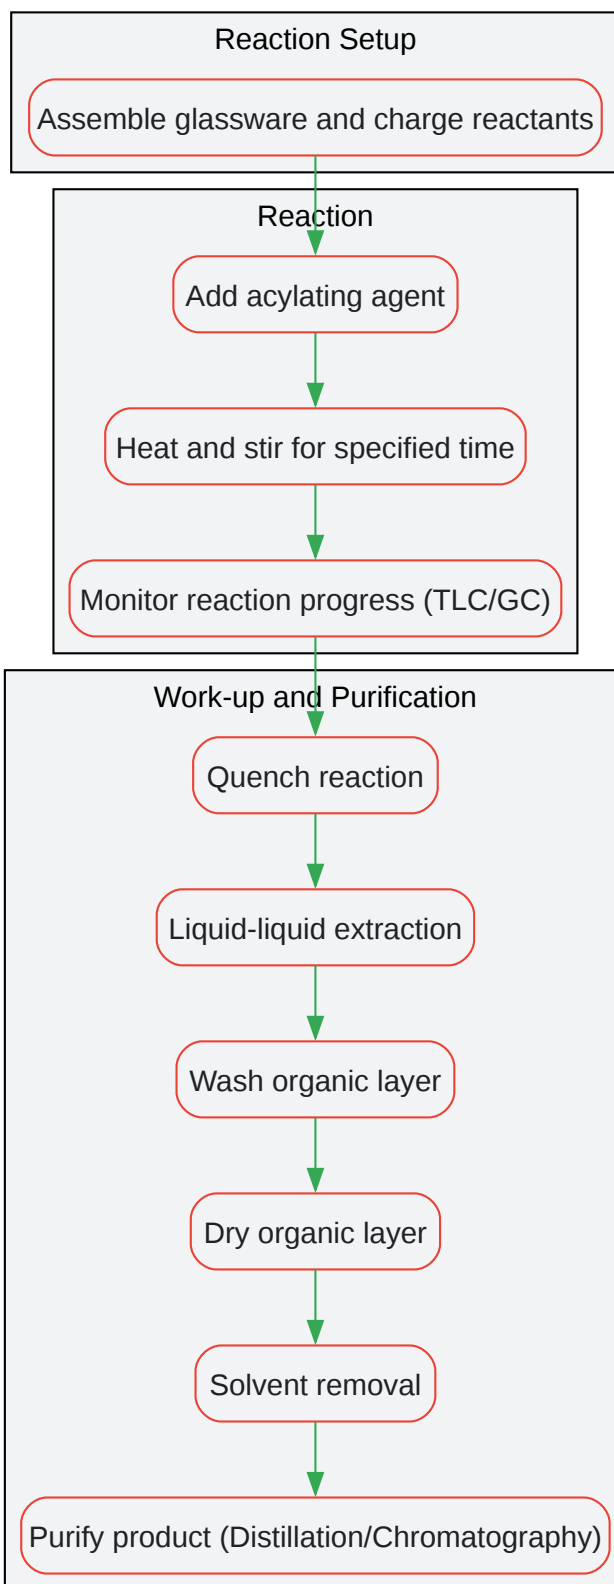 Reaction Setup
Assemble glassware and charge reactants
Reaction
Add acylating agent
Heat and stir for specified time
Monitor reaction progress (TLC/GC)
Work-up and Purification
Quench reaction
Liquid-liquid extraction
Wash organic layer
Dry organic layer
Solvent removal
Purify product (Distillation/Chromatography)